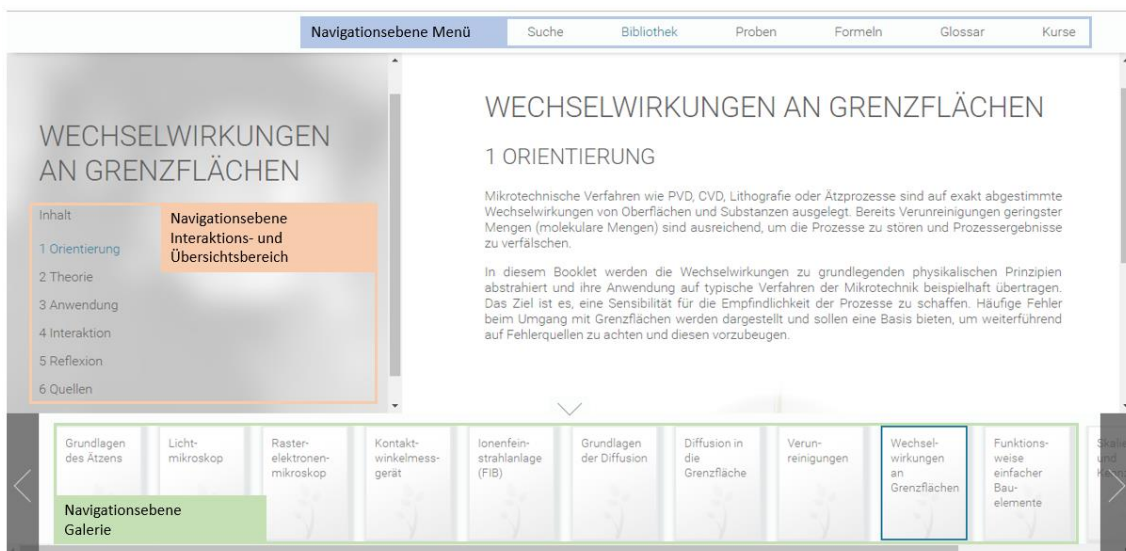 Navigationsebene Menü
Suche Bibliothek Proben Formeln Glossar Kurse
WECHSELWIRKUNGEN
AN GRENZFLÄCHEN
Inhalt
1 Orientierung
2 Theorie
3 Anwendung
4 Interaktion
5 Reflexion
6 Quellen
Navigationsebene
Interaktions- und
Übersichtsbereich
WECHSELWIRKUNGEN AN GRENZFLÄCHEN
1 ORIENTIERUNG
Mikrotechnische Verfahren wie PVD, CVD, Lithografie oder Ätzprozesse sind auf exakt abgestimmte
Wechselwirkungen von Oberflächen und Substanzen ausgelegt. Bereits Verunreinigungen geringster
Mengen (molekulare Mengen) sind ausreichend, um die Prozesse zu stören und Prozessergebnisse
zu verfälschen.
In diesem Booklet werden die Wechselwirkungen zu grundlegenden physikalischen Prinzipien
abstrahiert und ihre Anwendung auf typische Verfahren der Mikrotechnik beispielhaft übertragen.
Das Ziel ist es, eine Sensibilität für die Empfindlichkeit der Prozesse zu schaffen. Häufige Fehler
beim Umgang mit Grenzflächen werden dargestellt und sollen eine Basis bieten, um weiterführend
auf Fehlerquellen zu achten und diesen vorzubeugen.
Grundlagen
des Ätzens
Licht-
mikroskop
Raster-
elektronen-
mikroskop
Kontakt-
winkelmess-
gerät
Ionenfein-
strahlanlage
(FIB)
Grundlagen
der Diffusion
Diffusion in
die
Grenzfläche
Verun-
reinigungen
Wechsel-
wirkungen
an
Grenzflächen
Funktions-
weise
einfacher
Bau-
elemente
und
Navigationsebene
Galerie